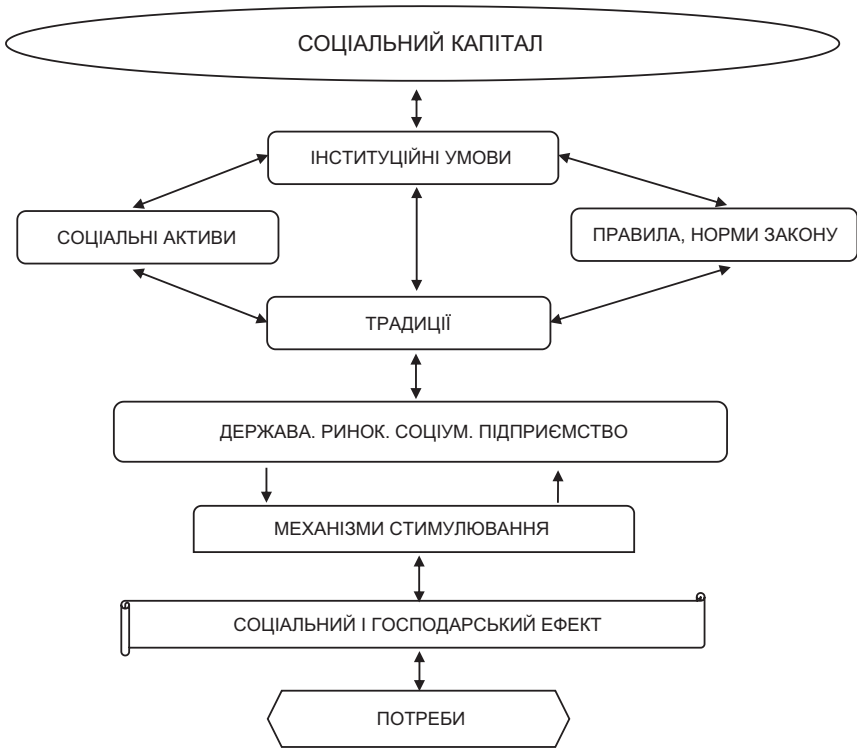 СОЦІАЛЬНИЙ КАПІТАЛ
ІНСТИТУЦІЙНІ УМОВИ
СОЦІАЛЬНІ АКТИВИ
ПРАВИЛА, НОРМИ ЗАКОНУ
ТРАДИЦІЇ
ДЕРЖАВА. РИНОК. СОЦІУМ. ПІДПРИЄМСТВО
МЕХАНІЗМИ СТИМУЛЮВАННЯ
СОЦІАЛЬНИЙ І ГОСПОДАРСЬКИЙ ЕФЕКТ
ПОТРЕБИ